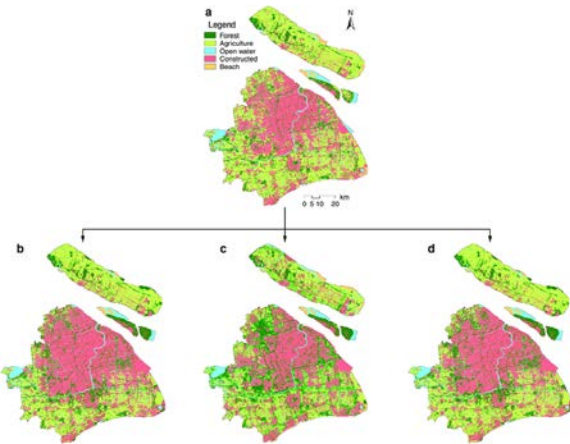 a
N
Legend
Forest
Agriculture
Open water
Constructed
Beach
0 5 10 20 km
b
c
d